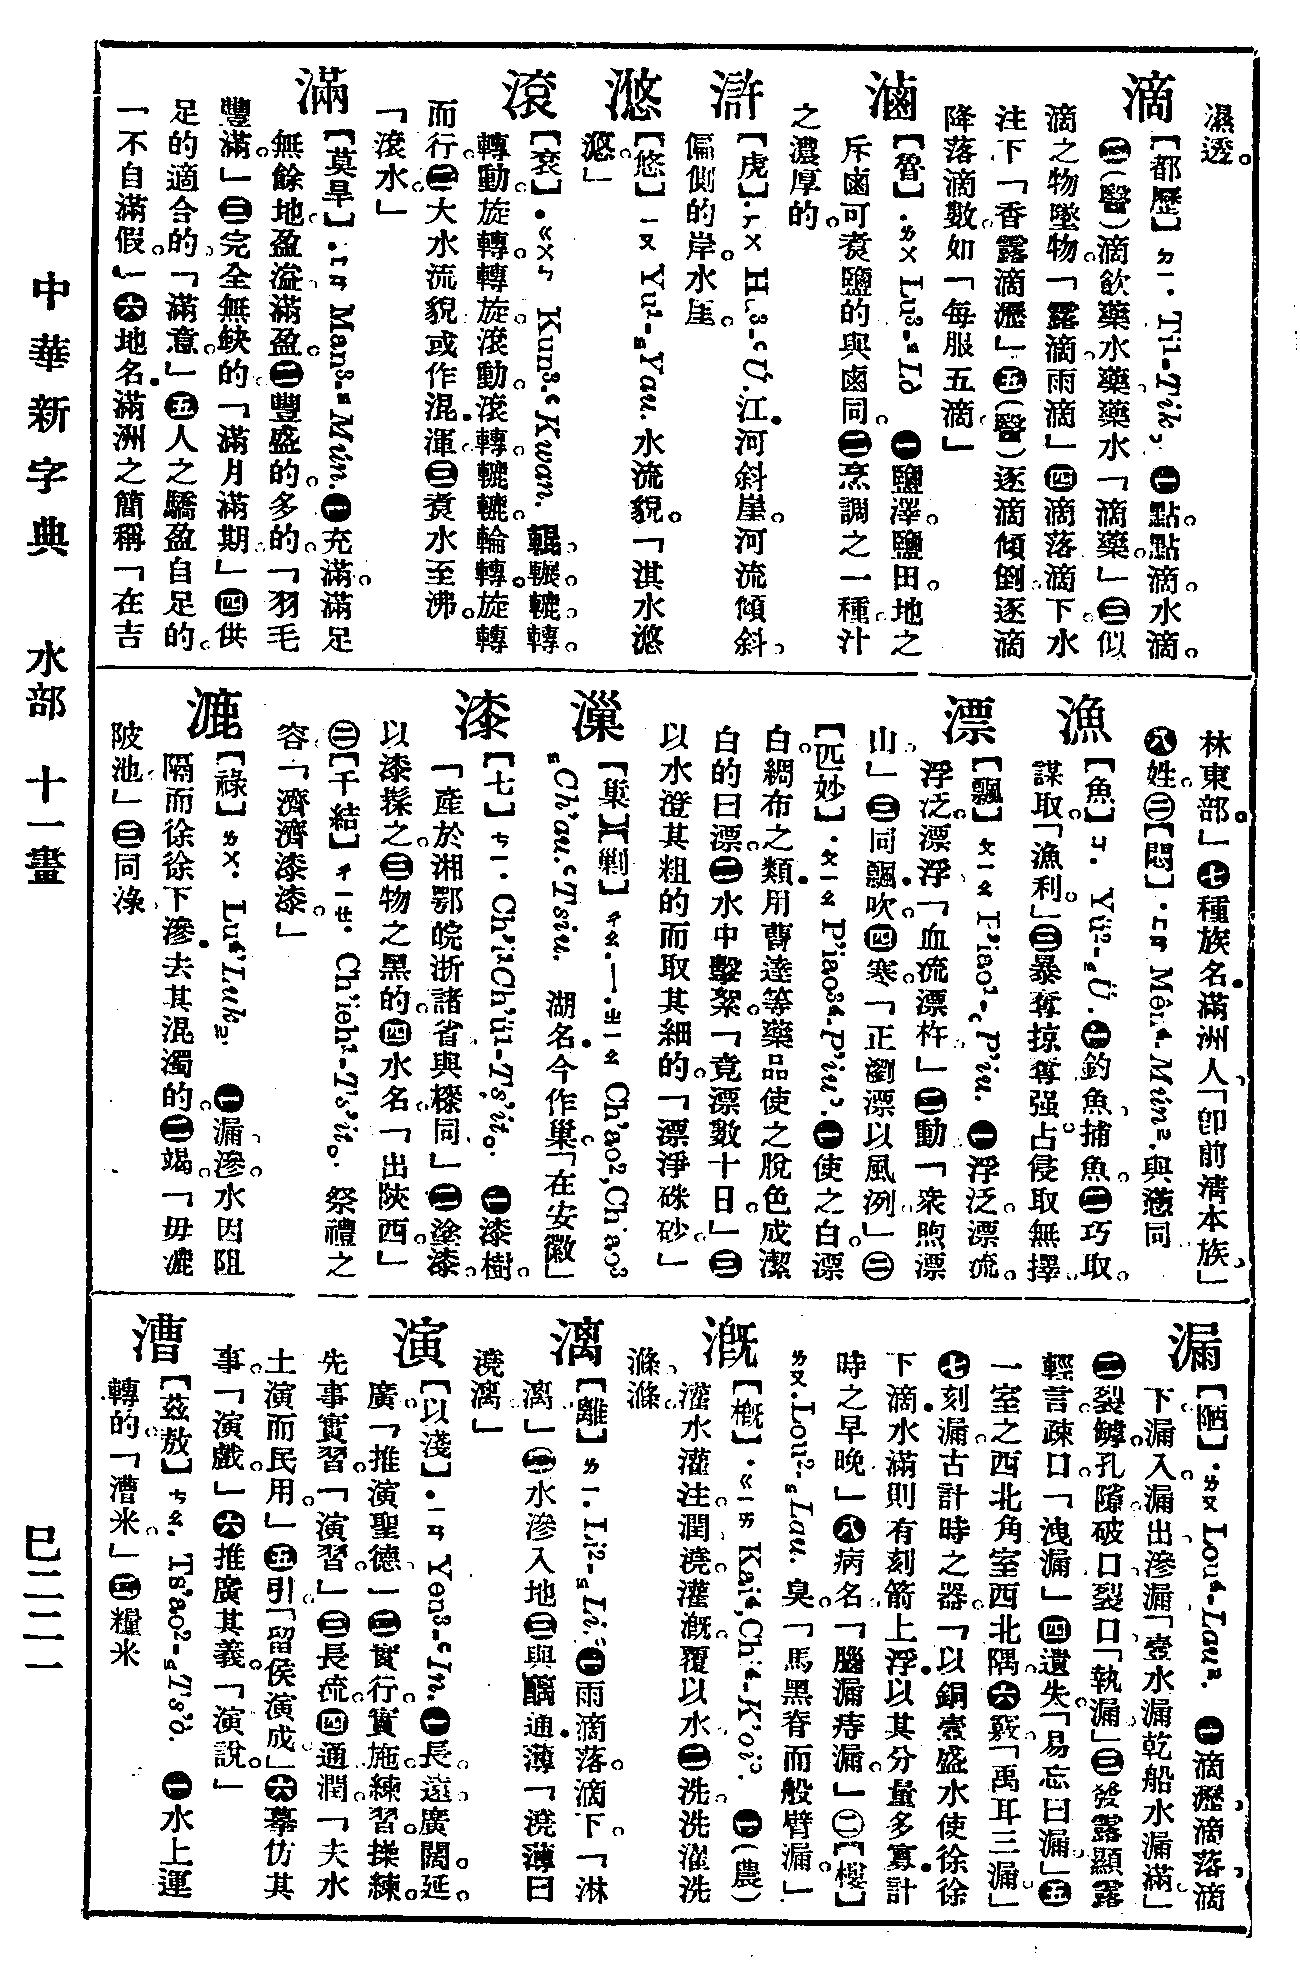 濕透。
滴【都歷】ㄉㄧ. Ti¹-Tik, ㊀點。點滴。水滴。
㊁(醫)滴飲藥水。藥藥水「滴藥。」㊂似
滴之物墜物。「露滴雨滴」㊃滴落滴下。水
注下「香露滴瀝」㊄(醫)逐滴傾倒。逐滴
降落滴數。如「每服五滴」
滷【魯】.ㄌㄨ Lu³-Lò ㊀鹽澤。鹽田。地之
斥鹵可煮鹽的與鹵同。㊁烹調之一種。汁
之濃厚的。
滸【虎】.ㄏㄨ Hu³-Ú. 江河斜崖。河流傾斜。
偏側的岸。水崖。
滺【悠】ㄧㄡ Yu¹-Yau. 水流貌。「淇水滺
滺。」
滾【袞】.ㄍㄨㄣ Kun³-Kwan. 輥。輾。轆。轉。
轉動。旋轉。轉旋。滾動。滾轉。轆轆。輪轉。旋轉
而行。㊁大水流貌或作混渾㊂煮水至沸。
「滾水」
滿【莫旱】.ㄇㄢ Man³-Mún. ㊀充滿。滿足
無餘地。盈溢。滿盈。㊁豐盛的。多的。「羽毛
豐滿。」㊂完全無缺的。「滿月滿期」㊃供
足的適合的。「滿意。」㊄人之驕盈自足的。
「不自滿假。」㊅地名滿洲之簡稱「在吉
林東部。」㊆種族名滿洲人。「卽前淸本族」
㊇姓。㊁【悶】.ㄇㄣ Mên⁴-Mún². 與懣同
漁【魚】ㄩ. Yü²-Ü. ㊀釣魚。捕魚。㊁巧取。
謀取。「漁利」㊂暴奪掠奪强占。侵取無擇。
漂【飄】ㄆㄧㄠ P'iao¹-P'iu. ㊀浮泛。漂流。
浮泛漂浮「血流漂杵」㊁動「衆煦漂
山。」㊂同飄吹。㊃寒。「正瀏漂以風洌。」㊁
【匹妙】.ㄆㄧㄠ P'iao³⁴-P'iu'. ㊀使之白。漂
白綢布之類。用曹達等藥品使之脫色成潔
白的曰漂。㊁水中擊絮。「竟漂數十日。」㊂
以水澄其粗的而取其細的。「漂淨硃砂。」
漅【巢】【剿】.ㄔㄠ.ㄧ.ㄓㄧㄠ Ch'ao²,Ch'ao³
Ch'au.Tsiu. 湖名今作巢。「在安徽」
漆【七】ㄘㄧ. Ch'i¹Ch'ü¹-Ts'it。 ㊀漆樹。
「產於湘鄂皖浙諸省與㯃同」㊁塗漆。
以漆髹之。㊂物之黑的。㊃水名。「出陝西」
㊁【千結】ㄔㄧㄝ. Ch'ieh¹-Ts'it。. 祭禮之
容。「濟濟漆漆。」
漉【祿】ㄌㄨ. Lu⁴-Luk. ㊀漏。滲。水因阻
隔而徐徐下滲。去其混濁的。㊁竭。「毋漉
陂池。」㊂同淥
漏【陋】.ㄌㄡ Lou⁴-Lau². ㊀滴瀝。滴落。滴
下。漏入。漏出滲漏。「壺水漏乾船水漏滿」
㊁裂罅。孔隙。破口。裂口「執漏」㊂發露顯露
輕言疎口。「洩漏」㊃遺失。「易忘曰漏」㊄
一室之西北角室西北隅。㊅竅。「禹耳三漏」
㊆刻漏。古計時之器。「以銅壺盛水使徐徐
下滴水滿則有刻箭上浮以其分量多寡計
時之早晚」㊇病名。「腦漏痔漏」㊁【樓】
ㄌㄡ.Lou²-Lau. 臭。「馬黑脊而般臂漏。」
漑【槪】.ㄍㄧㄞ Kai⁴,Ch'i⁴-K'oi³. ㊀(農)
灌水灌注。潤澆。灌漑。覆以水。㊁洗。洗濯洗
滌。滌。
漓【離】ㄌㄧ. Li²-Li. ㊀雨滴落。滴下。「淋
漓」㊁水滲入地㊂與醨通薄。「澆薄曰
澆漓」
演【以淺】.ㄧㄢ Yen³-In. ㊀長。遠。廣闊。延。
廣。「推演聖德」㊁實行。實施。練習。操練。
先事實習。「演習」㊂長流。㊃通潤「夫水
土演而民用。」㊄引。「留侯演成」㊅摹仿其
事。「演戲」㊅推廣其義。「演說。」
漕【茲敖】ㄘㄠ. Ts'ao²-Ts'ò. ㊀水上運
轉的。「漕米。」㊁糧米
中華新字典 水部 十一畫
巳二二一